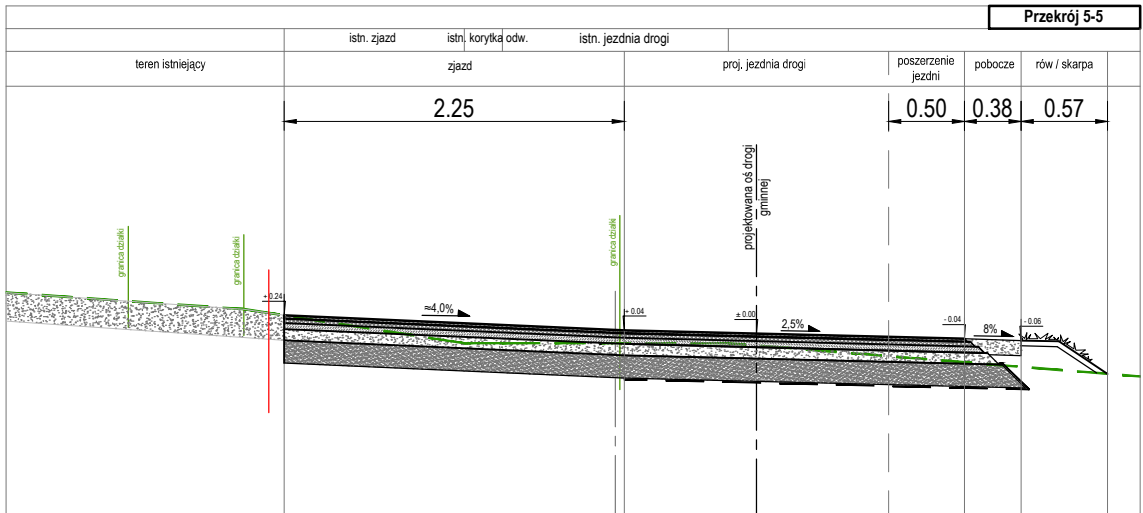 Przekrój 5-5
istn. zjazd
istn. korytka odw.
istn. jezdnia drogi
teren istniejący
zjazd
proj. jezdnia drogi
poszerzenie
jezdni
pobocze
rów / skarpa
2.25
0.50
0.38
0.57
projektowana oś drogi
gminnej
granica działki
granica działki
granica działki
+ 0.24
≈4,0%
+ 0.04
± 0.00
2,5%
- 0.04
8%
- 0.06